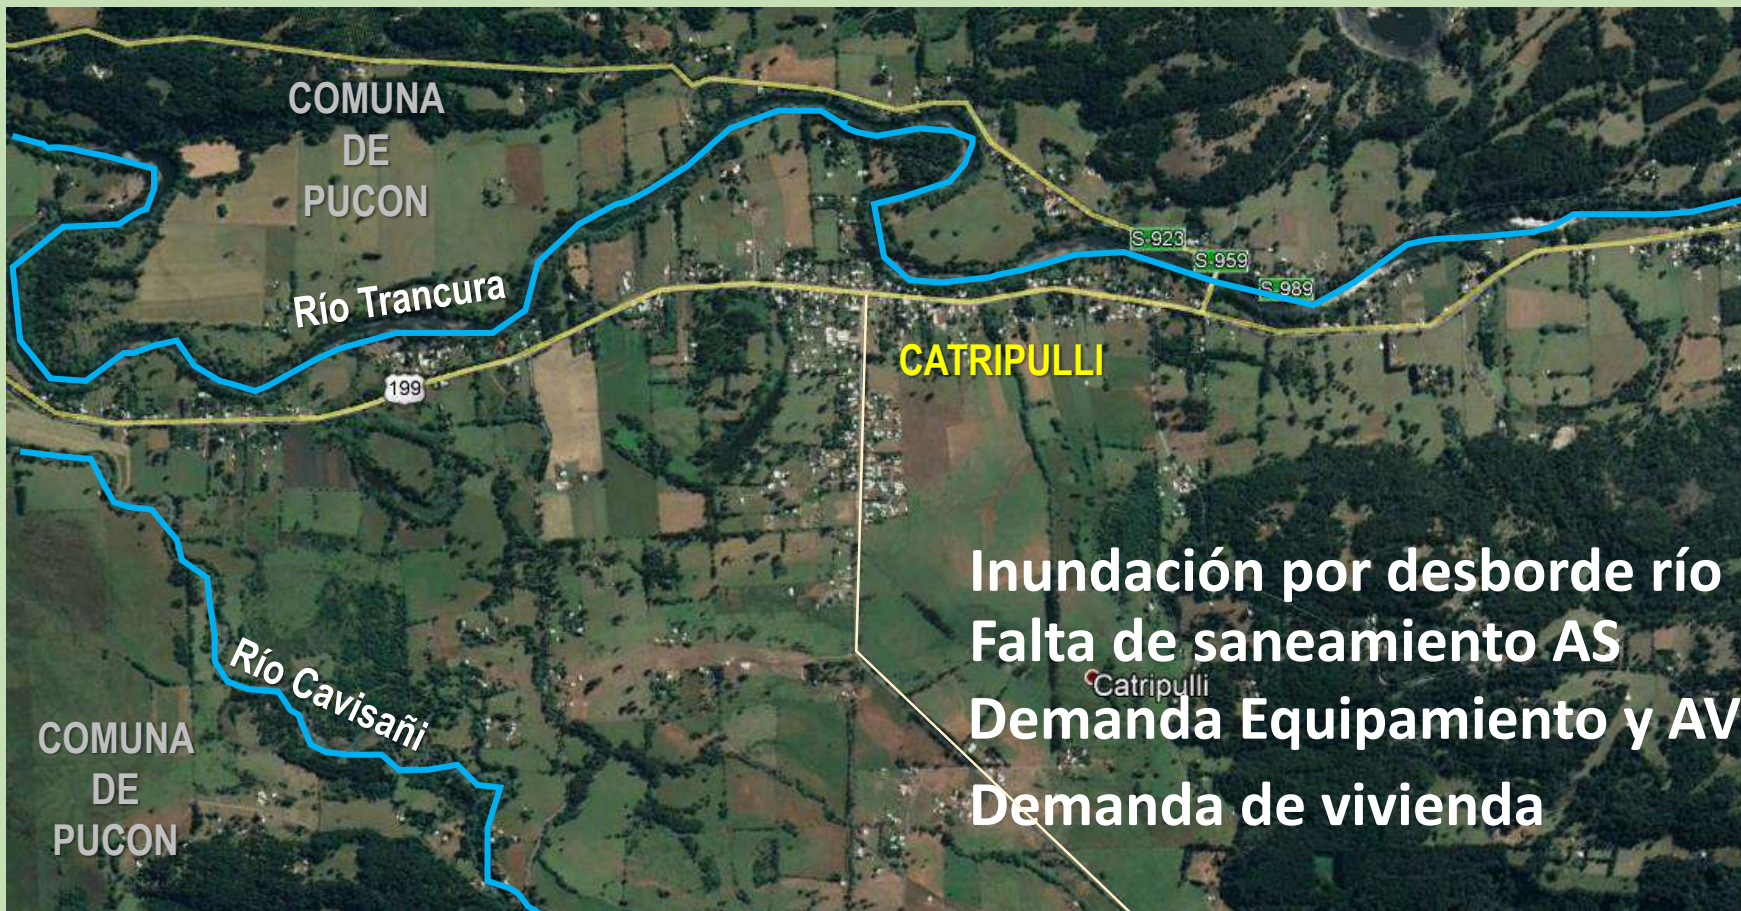 COMUNA
DE
PUCON
S-923
S-959
S-989
Río Trancura
CATRIPULLI
199
Inundación por desborde río
Falta de saneamiento AS
Río Cavisañi
Catripulli
Demanda Equipamiento y AV
COMUNA
DE
PUCON
Demanda de vivienda